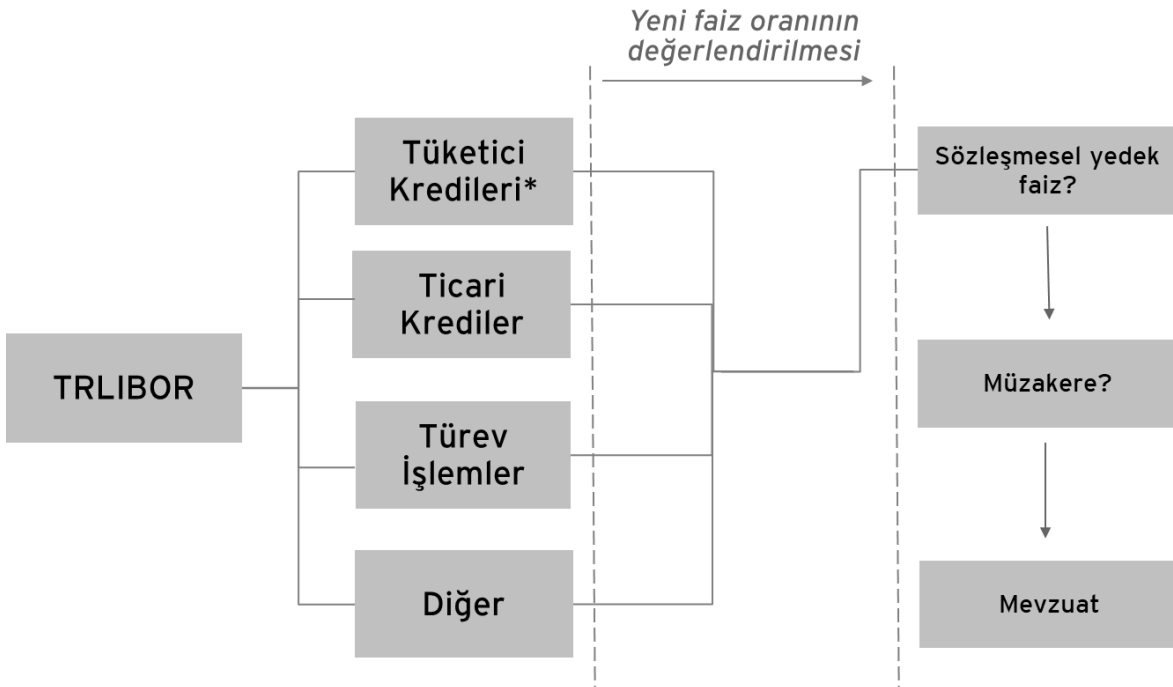 Yeni faiz oranının
değerlendirilmesi
TRLIBOR
Tüketici
Kredileri*
Ticari
Krediler
Türev
İşlemler
Diğer
Sözleşmesel yedek
faiz?
Müzakere?
Mevzuat